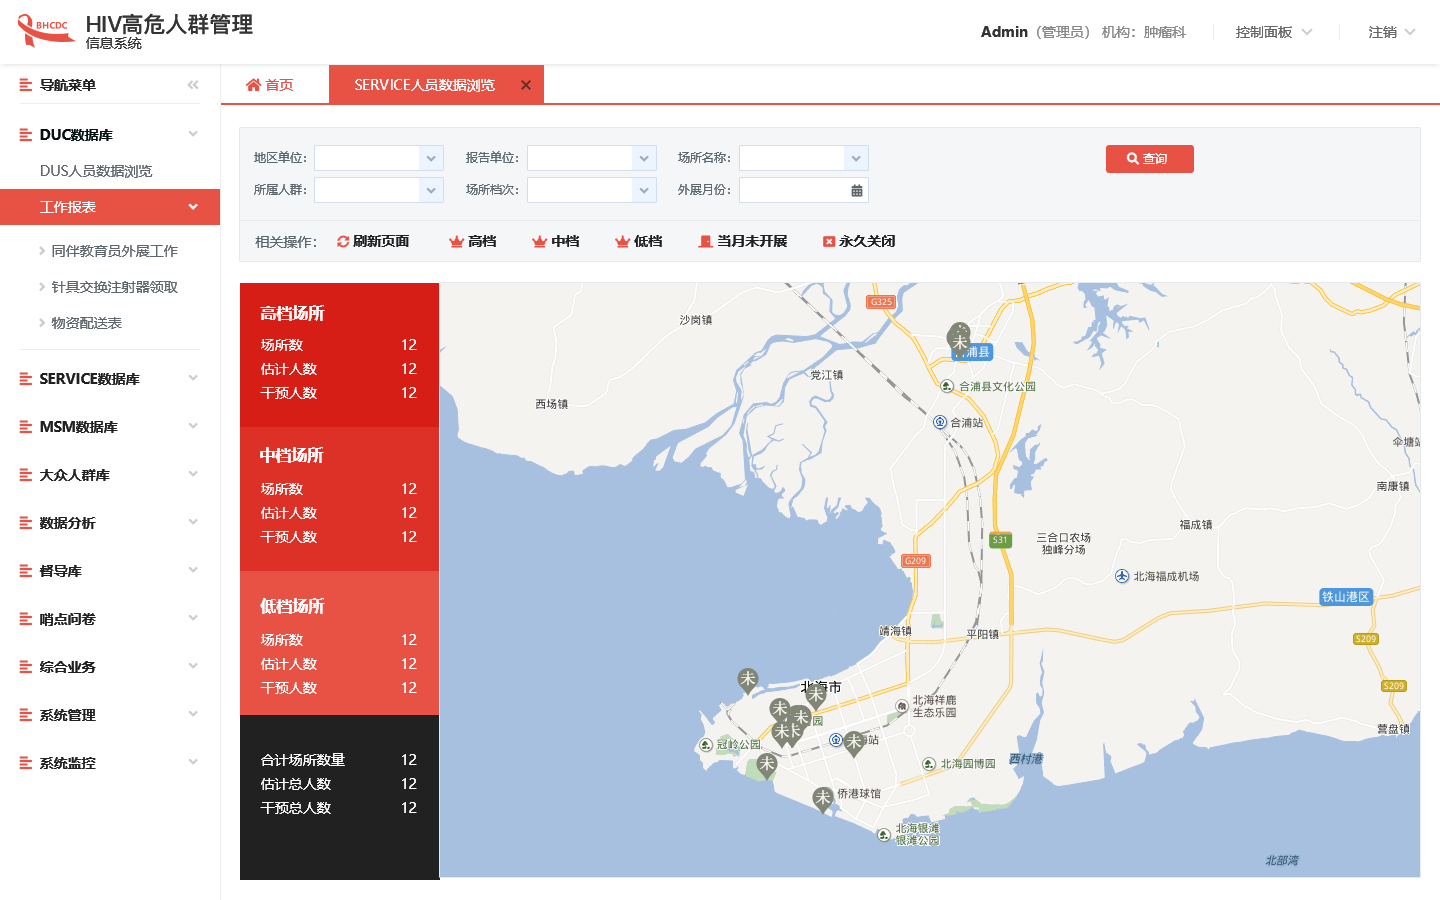 BHCDC
HIV高危人群管理
信息系统
Admin（管理员） 机构：肿瘤科
控制面板
注销
导航菜单
首页
SERVICE人员数据浏览
DUC数据库
DUS人员数据浏览
工作报表
同伴教育员外展工作
针具交换注射器领取
物资配送表
SERVICE数据库
MSM数据库
大众人群库
数据分析
督导库
哨点问卷
综合业务
系统管理
系统监控
地区单位:
报告单位:
场所名称:
查询
所属人群:
场所档次:
外展月份:
相关操作:
刷新页面
高档
中档
低档
当月未开展
永久关闭
高档场所
场所数 12
估计人数 12
干预人数 12
中档场所
场所数 12
估计人数 12
干预人数 12
低档场所
场所数 12
估计人数 12
干预人数 12
合计场所数量 12
估计总人数 12
干预总人数 12
G325
沙岗镇
未
浦县
党江镇
合浦县文化公园
西场镇
合浦站
伞塘站
南康镇
福成镇
S31
三合口农场
独峰分场
G209
北海福成机场
铁山港区
靖海镇
平阳镇
S209
S209
未
北海市
未
北海祥鹿
生态乐园
未
未
园
营盘镇
未
冠岭公园
未
站
西村港
未
北海园博园
未
侨港球馆
北海银滩
银滩公园
北部湾